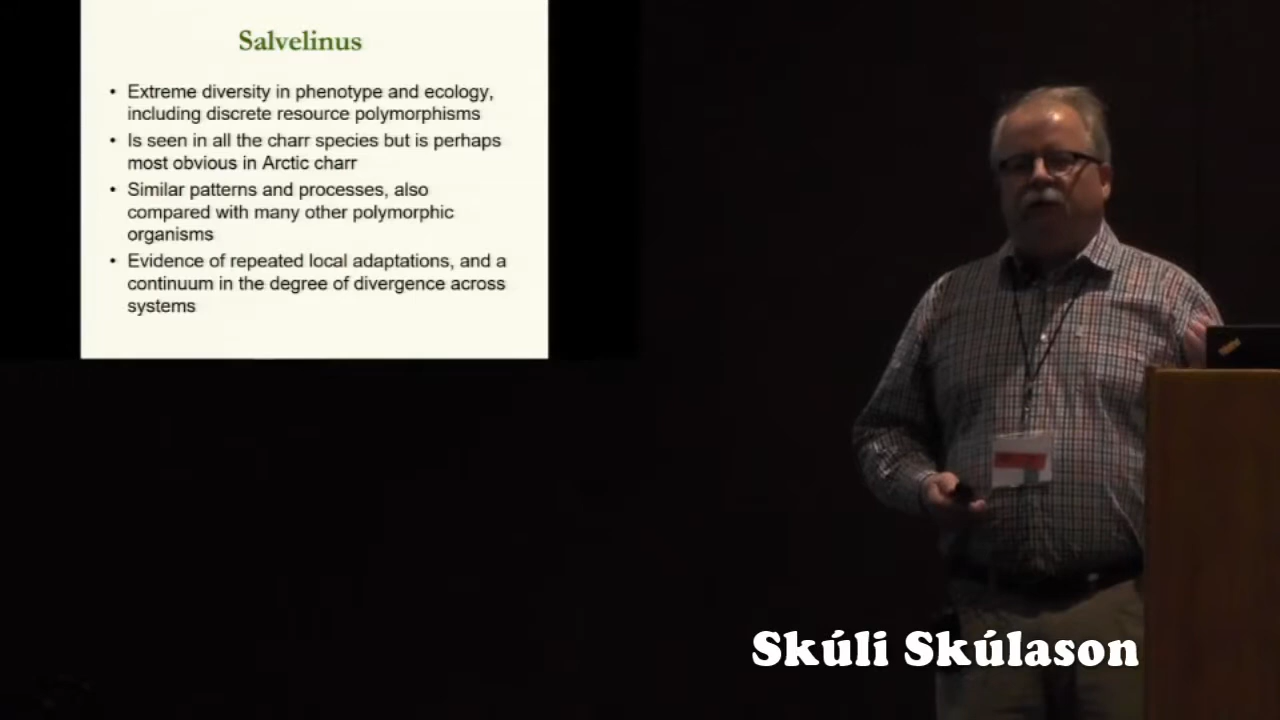 Salvelinus
• Extreme diversity in phenotype and ecology,
including discrete resource polymorphisms
• Is seen in all the charr species but is perhaps
most obvious in Arctic charr
• Similar patterns and processes, also
compared with many other polymorphic
organisms
• Evidence of repeated local adaptations, and a
continuum in the degree of divergence across
systems
Skúli Skúlason